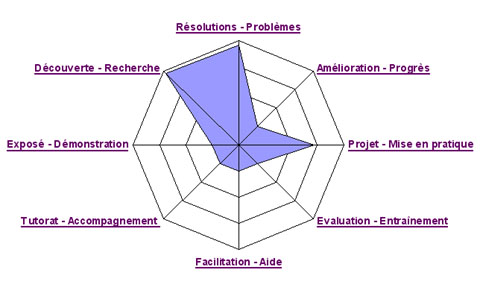 Résolutions - Problèmes
Découverte - Recherche
Amélioration - Progrès
Exposé - Démonstration
Projet - Mise en pratique
Tutorat - Accompagnement
Evaluation - Entraînement
Facilitation - Aide